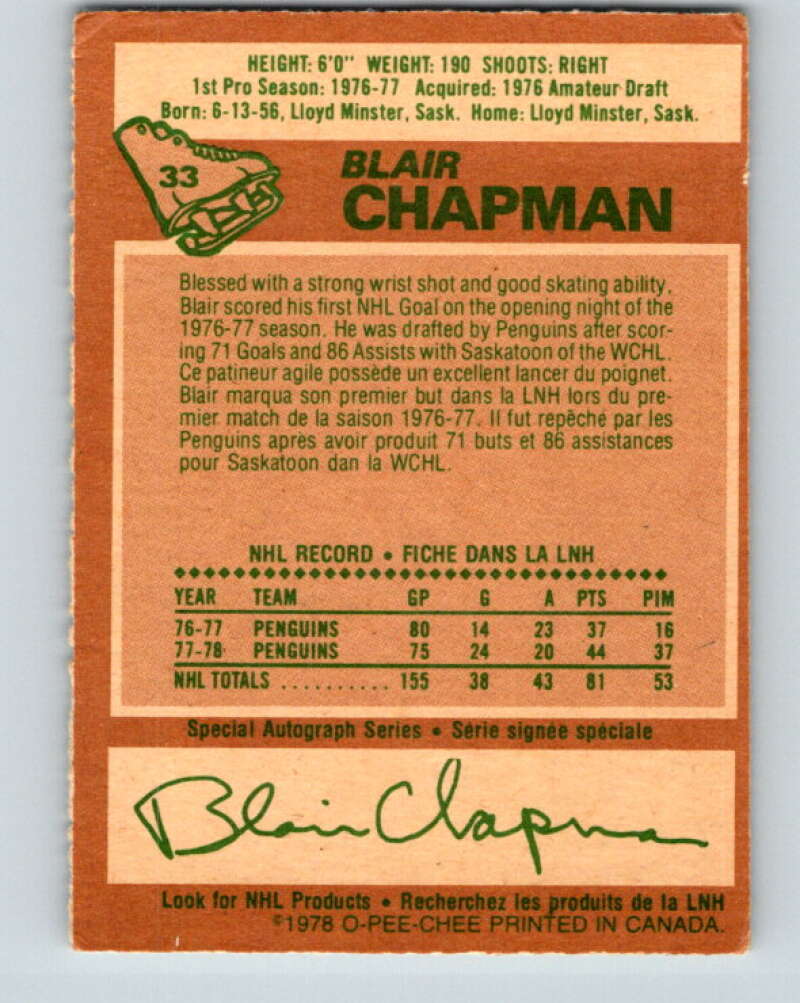 HEIGHT: 6'0" WEIGHT: 190 SHOOTS: RIGHT
1st Pro Season: 1976-77 Acquired: 1976 Amateur Draft
Born: 6-13-56, Lloyd Minster, Sask. Home: Lloyd Minster, Sask.
33
BLAIR
CHAPMAN
Blessed with a strong wrist shot and good skating ability,
Blair scored his first NHL Goal on the opening night of the
1976-77 season. He was drafted by Penguins after scor-
ing 71 Goals and 86 Assists with Saskatoon of the WCHL.
Ce patineur agile possède un excellent lancer du poignet.
Blair marqua son premier but dans la LNH lors du pre-
mier match de la saison 1976-77. Il fut repêché par les
Penguins après avoir produit 71 buts et 86 assistances
pour Saskatoon dan la WCHL.
NHL RECORD • FICHE DANS LA LNH
YEAR TEAM GP G A PTS PIM
76-77 PENGUINS 80 14 23 37 16
77-78 PENGUINS 75 24 20 44 37
NHL TOTALS .......... 155 38 43 81 53
Special Autograph Series • Série signée spéciale
Blair Chapman
Look for NHL Products • Recherchez les produits de la LNH
©1978 O-PEE-CHEE PRINTED IN CANADA.